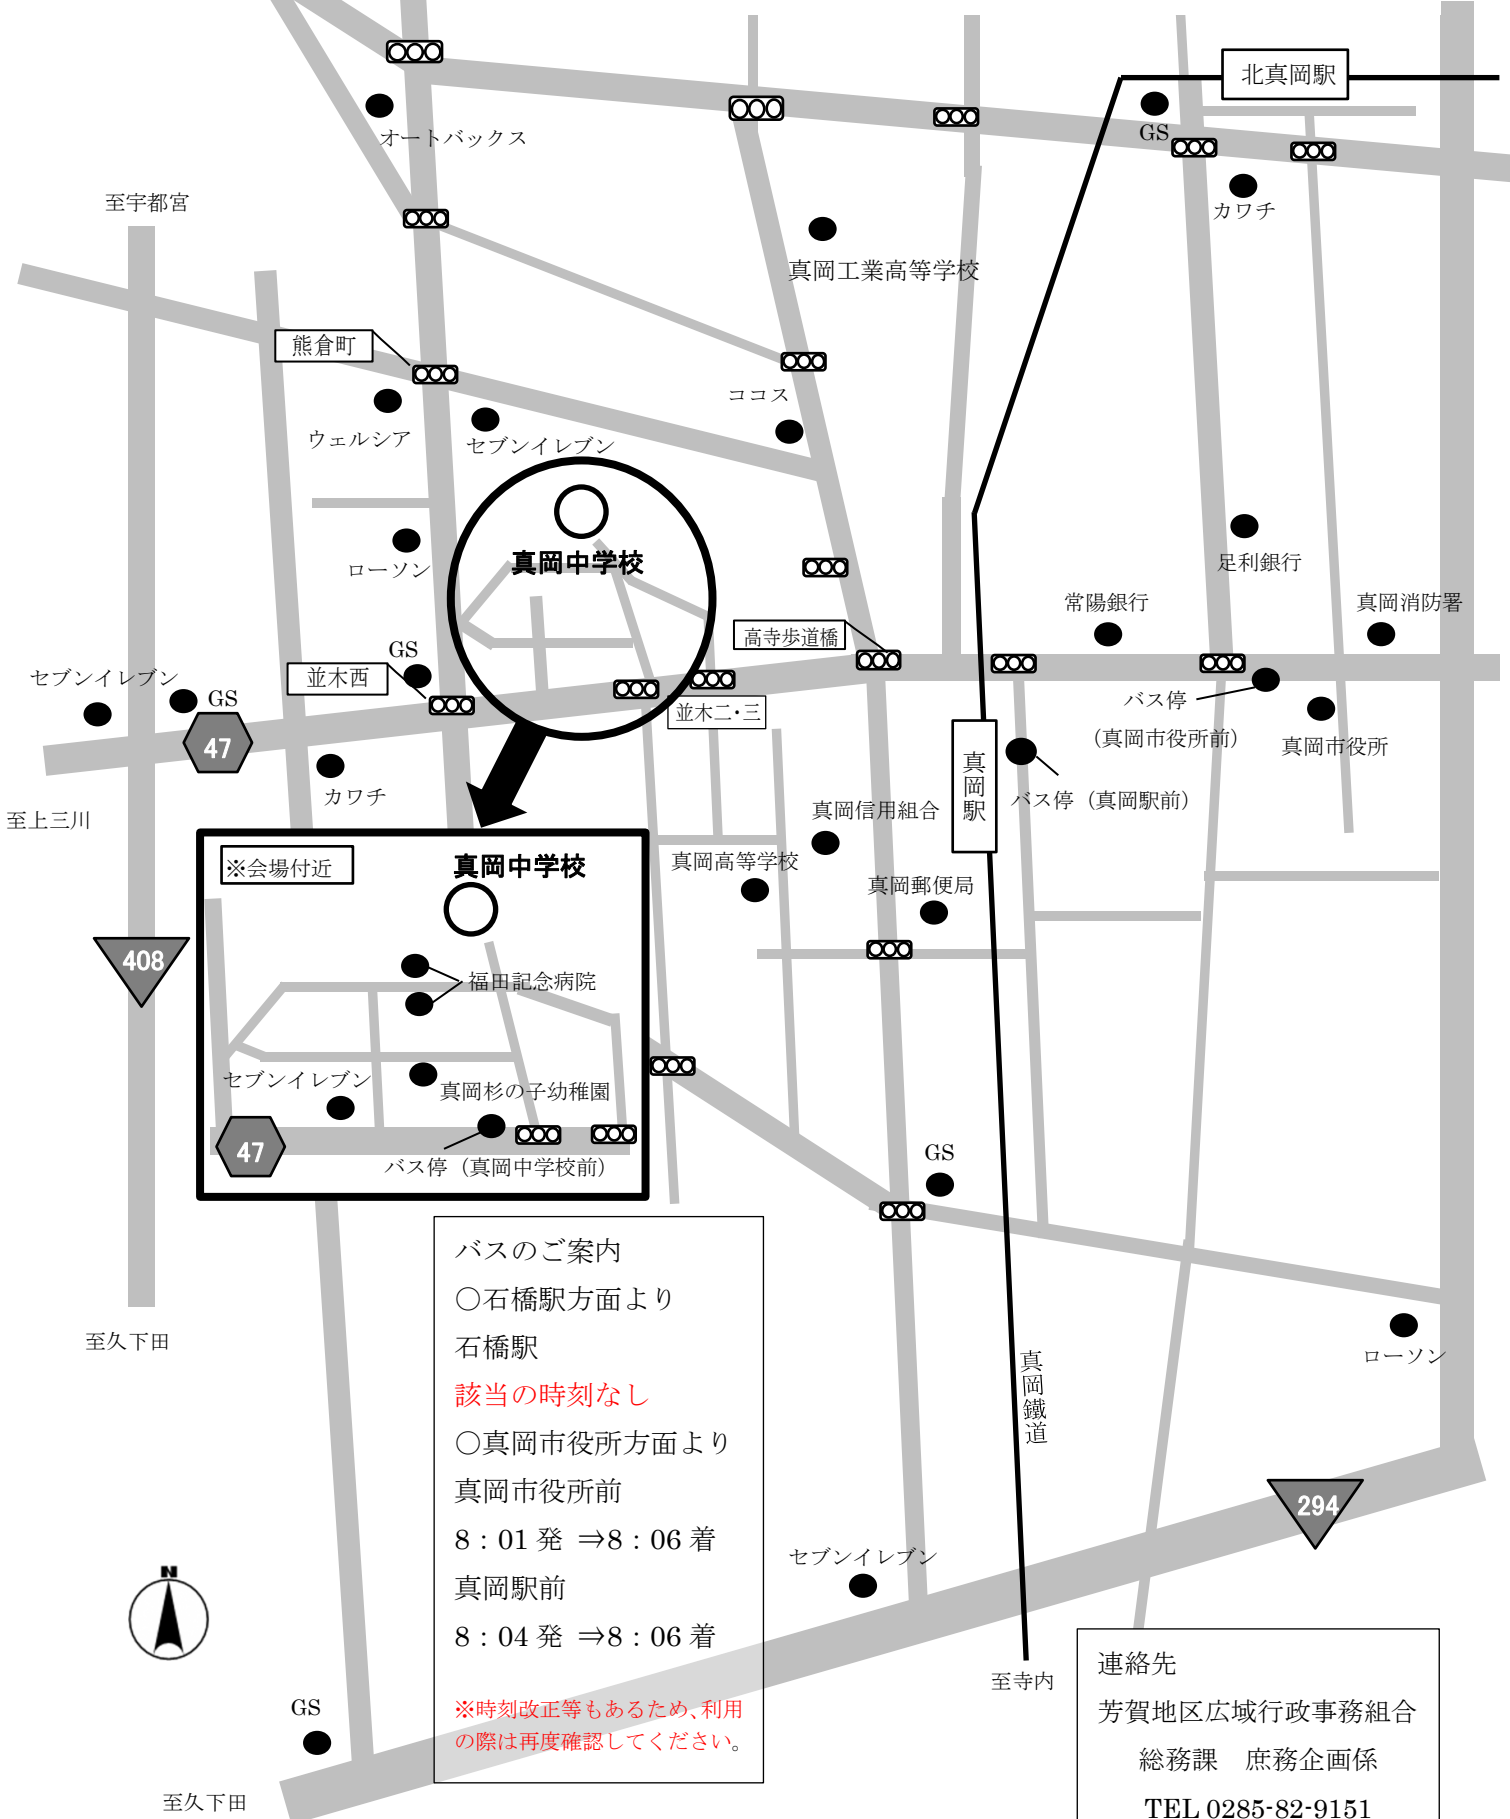 北真岡駅
GS
オートバックス
カワチ
至宇都宮
真岡工業高等学校
熊倉町
ココス
ウェルシア
セブンイレブン
真岡中学校
ローソン
足利銀行
常陽銀行
真岡消防署
高寺歩道橋
GS
並木西
セブンイレブン
GS
47
並木二・三
バス停
（真岡市役所前）
真岡市役所
真岡駅
バス停（真岡駅前）
カワチ
至上三川
真岡信用組合
真岡高等学校
真岡郵便局
※会場付近
真岡中学校
408
福田記念病院
セブンイレブン
真岡杉の子幼稚園
47
バス停（真岡中学校前）
GS
バスのご案内
○石橋駅方面より
石橋駅
該当の時刻なし
○真岡市役所方面より
真岡市役所前
8：01 発 ⇒8：06 着
真岡駅前
8：04 発 ⇒8：06 着
※時刻改正等もあるため、利用
の際は再度確認してください。
至久下田
ローソン
真岡鐵道
294
セブンイレブン
N
至寺内
GS
至久下田
連絡先
芳賀地区広域行政事務組合
総務課　庶務企画係
TEL 0285-82-9151